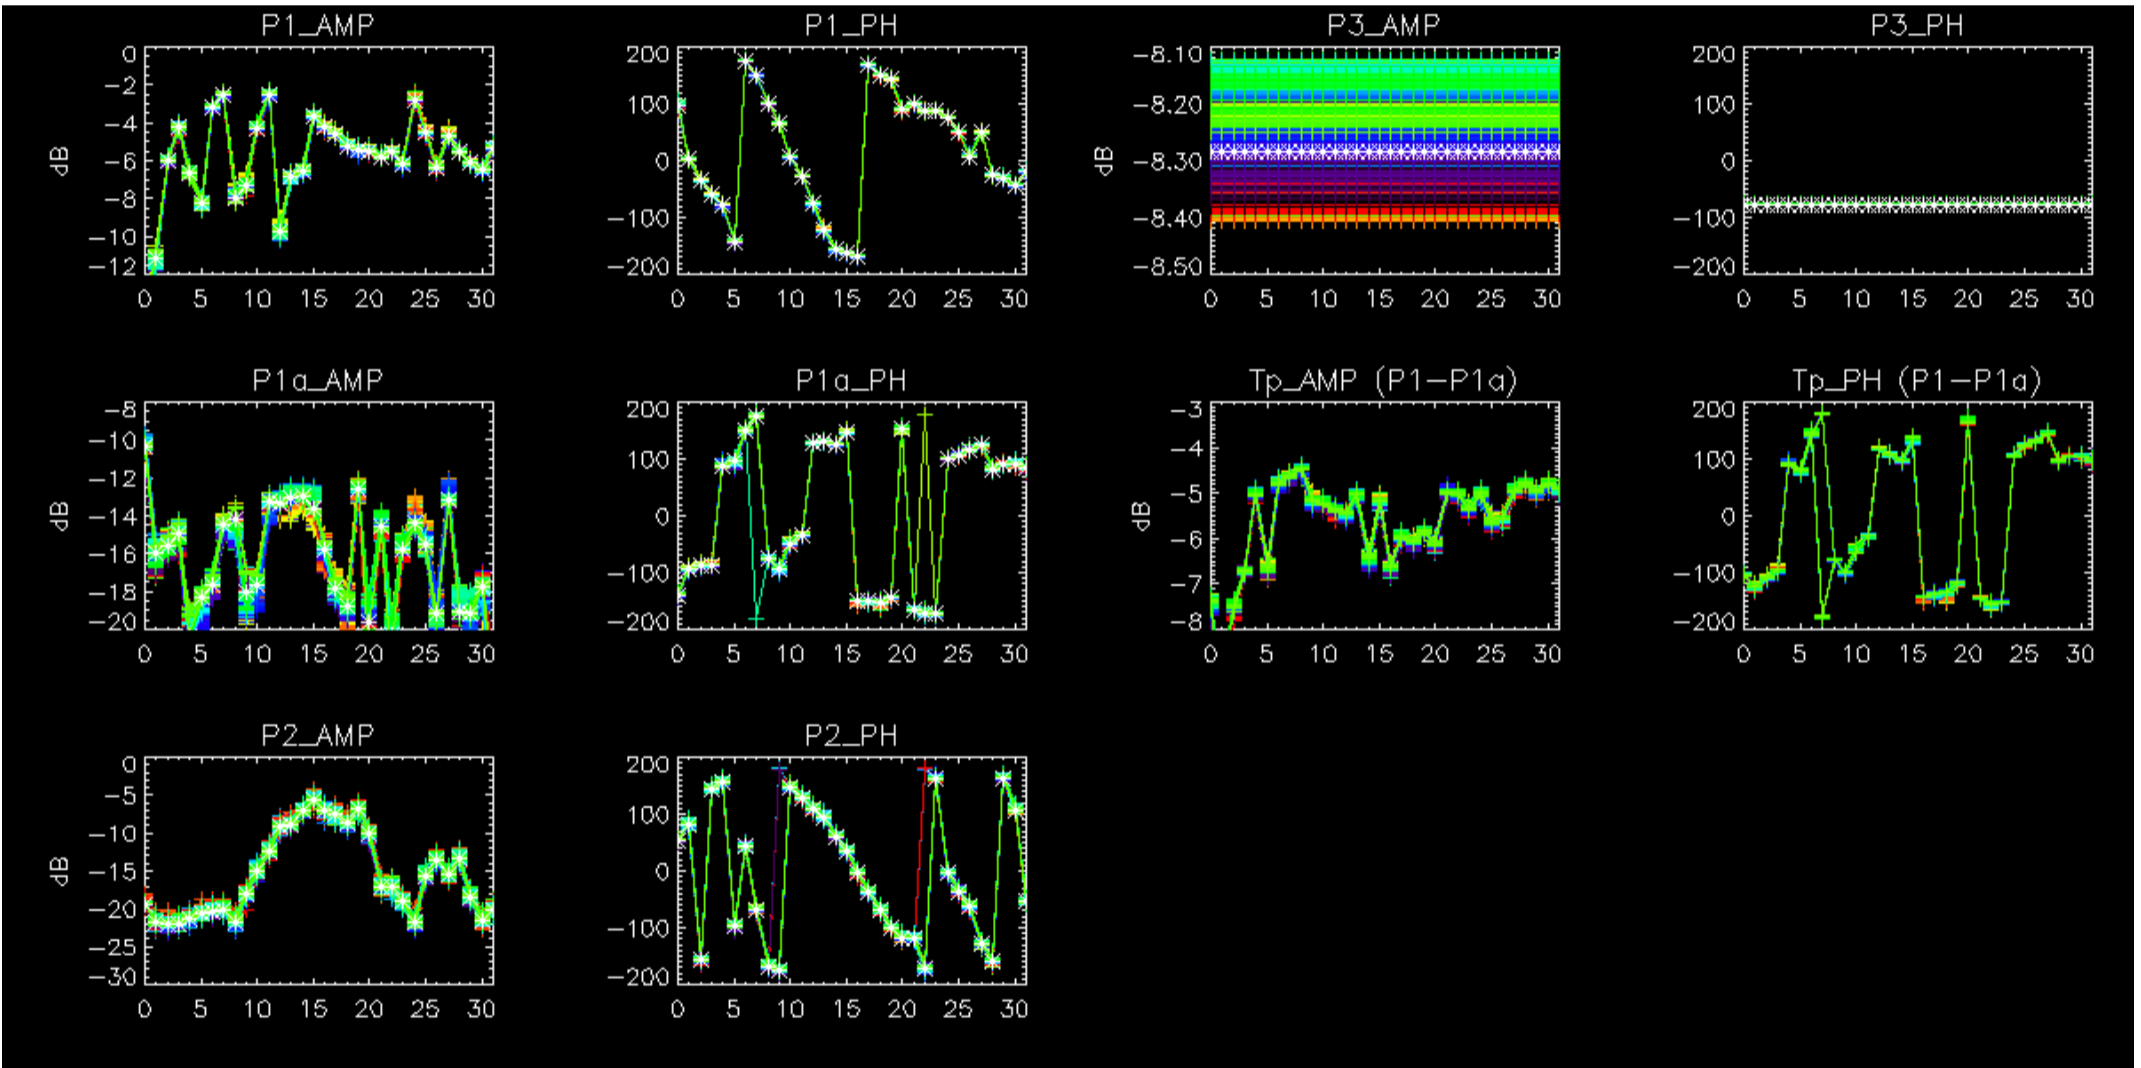 P1_AMP
P1_PH
P3_AMP
P3_PH
0
−2
−4
−6
−8
−10
−12
dB
0 5 10 15 20 25 30
200
100
0
−100
−200
0 5 10 15 20 25 30
−8.10
−8.20
−8.30
−8.40
−8.50
dB
0 5 10 15 20 25 30
200
100
0
−100
−200
0 5 10 15 20 25 30
P1a_AMP
P1a_PH
Tp_AMP (P1−P1a)
Tp_PH (P1−P1a)
−8
−10
−12
−14
−16
−18
−20
dB
0 5 10 15 20 25 30
200
100
0
−100
−200
0 5 10 15 20 25 30
−3
−4
−5
−6
−7
−8
dB
0 5 10 15 20 25 30
200
100
0
−100
−200
0 5 10 15 20 25 30
P2_AMP
P2_PH
0
−5
−10
−15
−20
−25
−30
dB
0 5 10 15 20 25 30
200
100
0
−100
−200
0 5 10 15 20 25 30